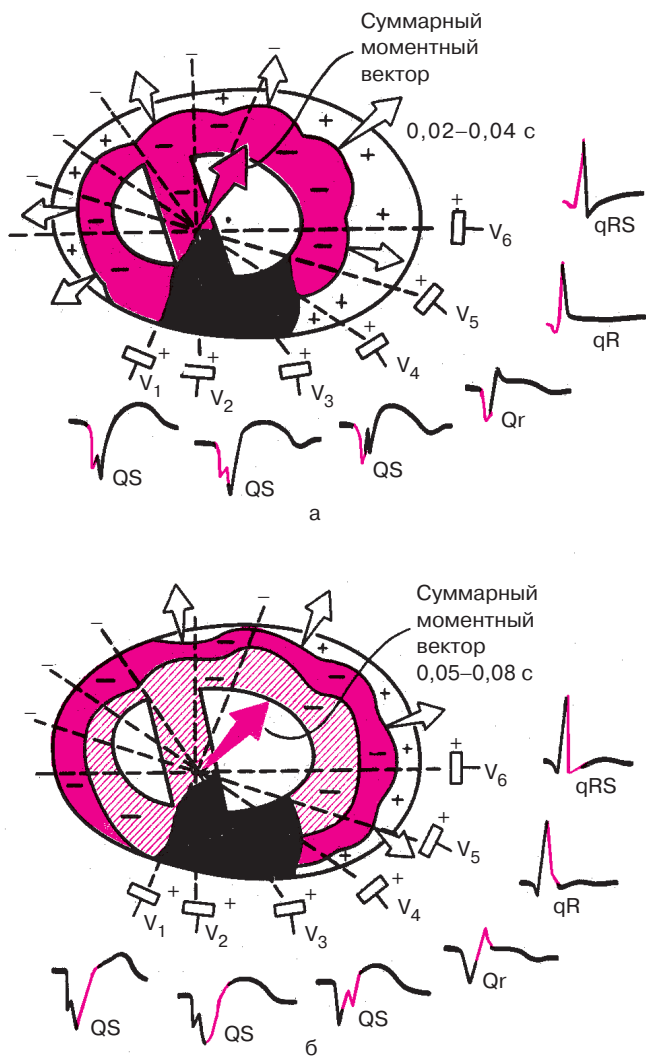 Суммарный
моментный
вектор
0,02–0,04 с
V6
qRS
V5
qR
V4
V1
V2
V3
Qr
QS
QS
QS
а
Суммарный
моментный
вектор
0,05–0,08 с
V6
qRS
V5
qR
V4
V1
V2
V3
Qr
QS
QS
QS
б